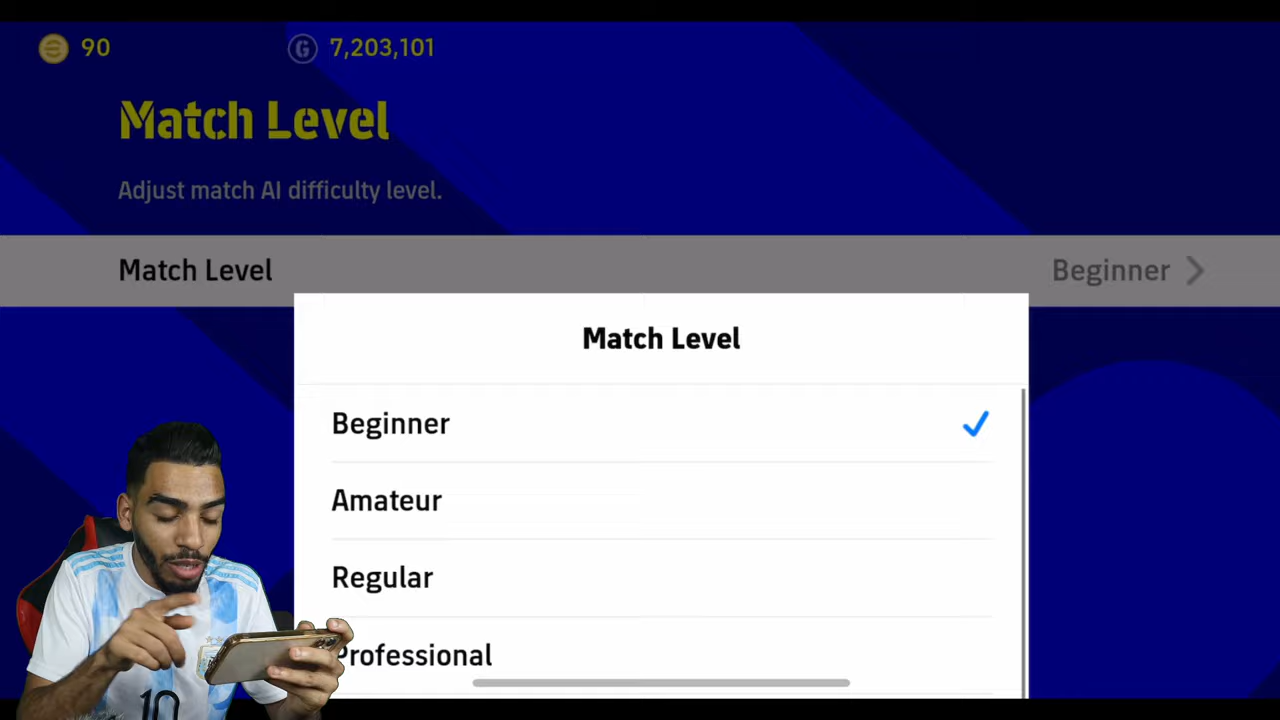 90
7,203,101
Match Level
Adjust match AI difficulty level.
Match Level
Beginner
Match Level
Beginner
Amateur
Regular
Professional
10